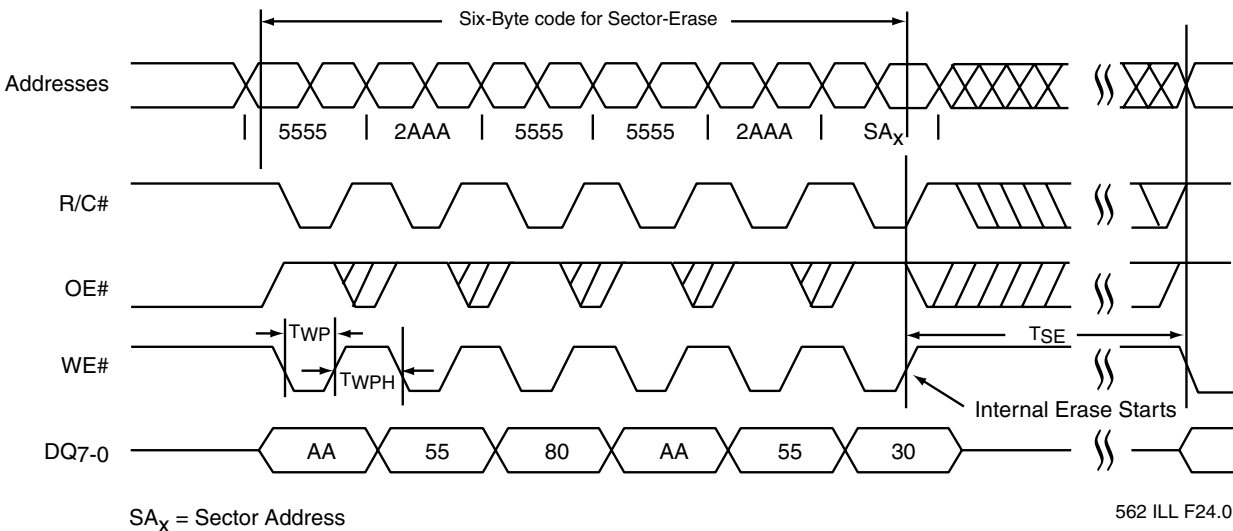 Six-Byte code for Sector-Erase
Addresses
5555 2AAA 5555 5555 2AAA SAx
R/C#
OE#
TWP
TSE
WE#
TWPH
Internal Erase Starts
DQ7-0
AA 55 80 AA 55 30
SAx = Sector Address
562 ILL F24.0